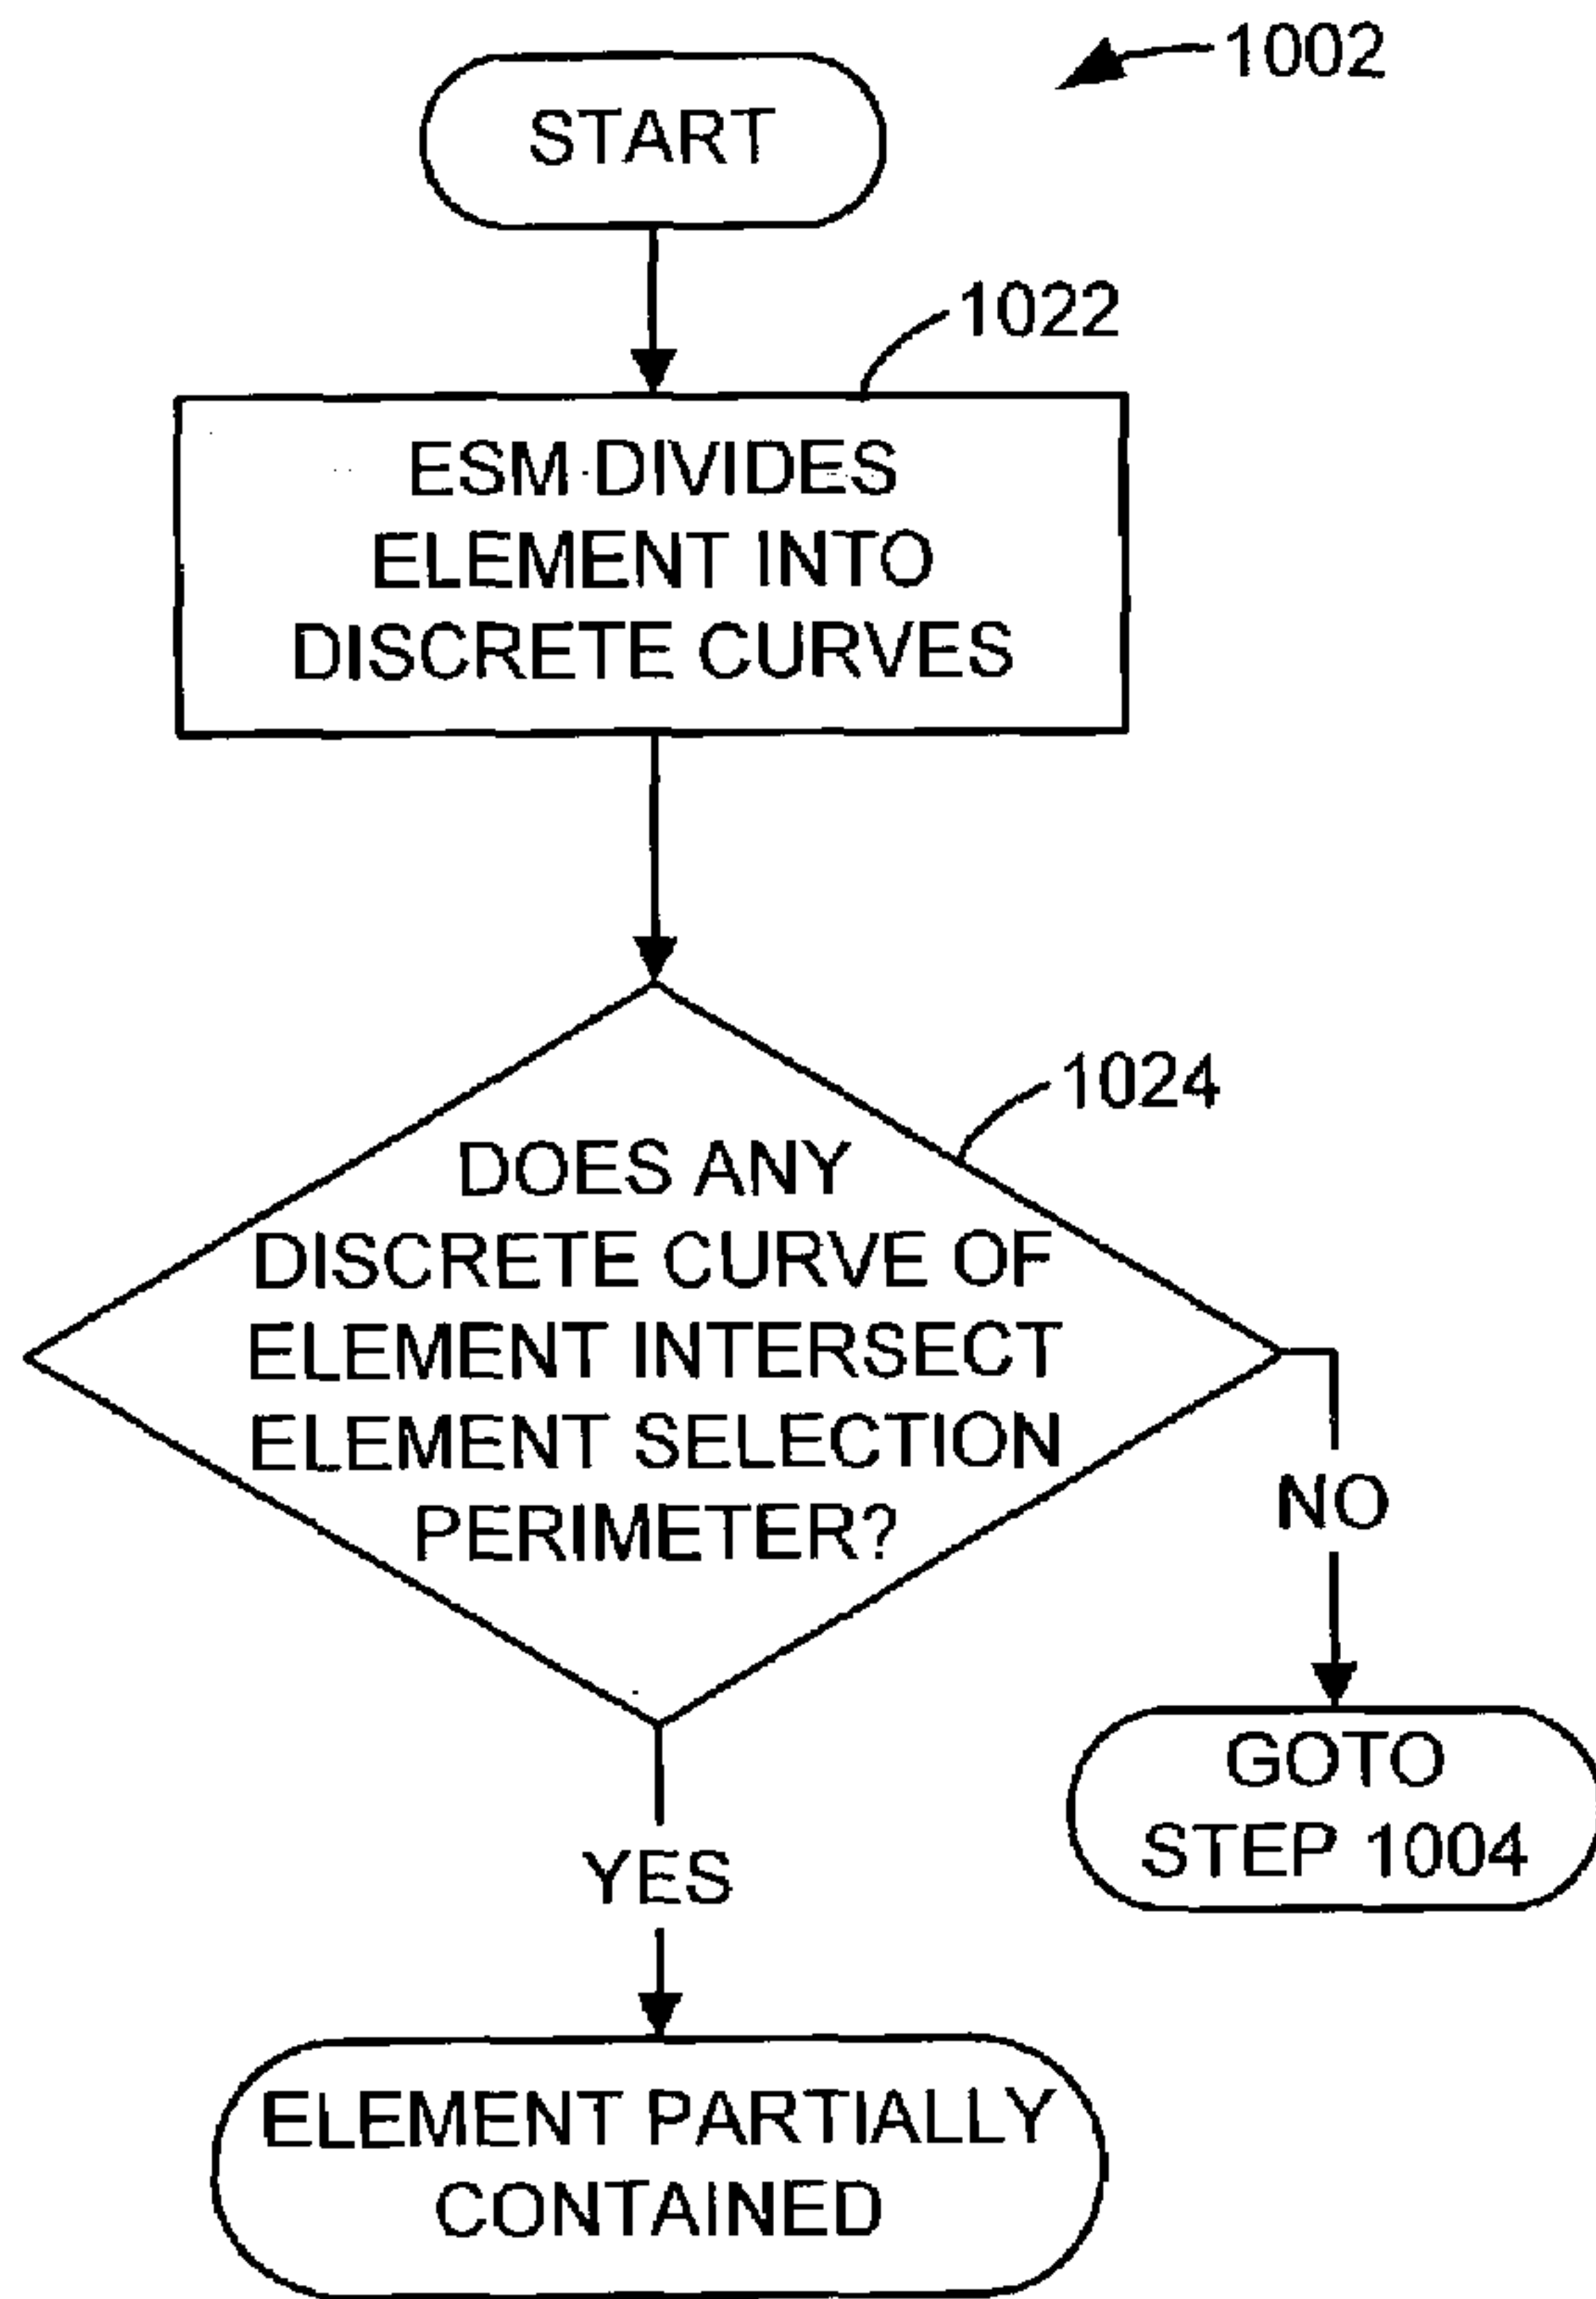 1002
START
1022
ESM DIVIDES
ELEMENT INTO
DISCRETE CURVES
1024
DOES ANY
DISCRETE CURVE OF
ELEMENT INTERSECT
ELEMENT SELECTION
PERIMETER?
NO
GOTO
STEP 1004
YES
ELEMENT PARTIALLY
CONTAINED